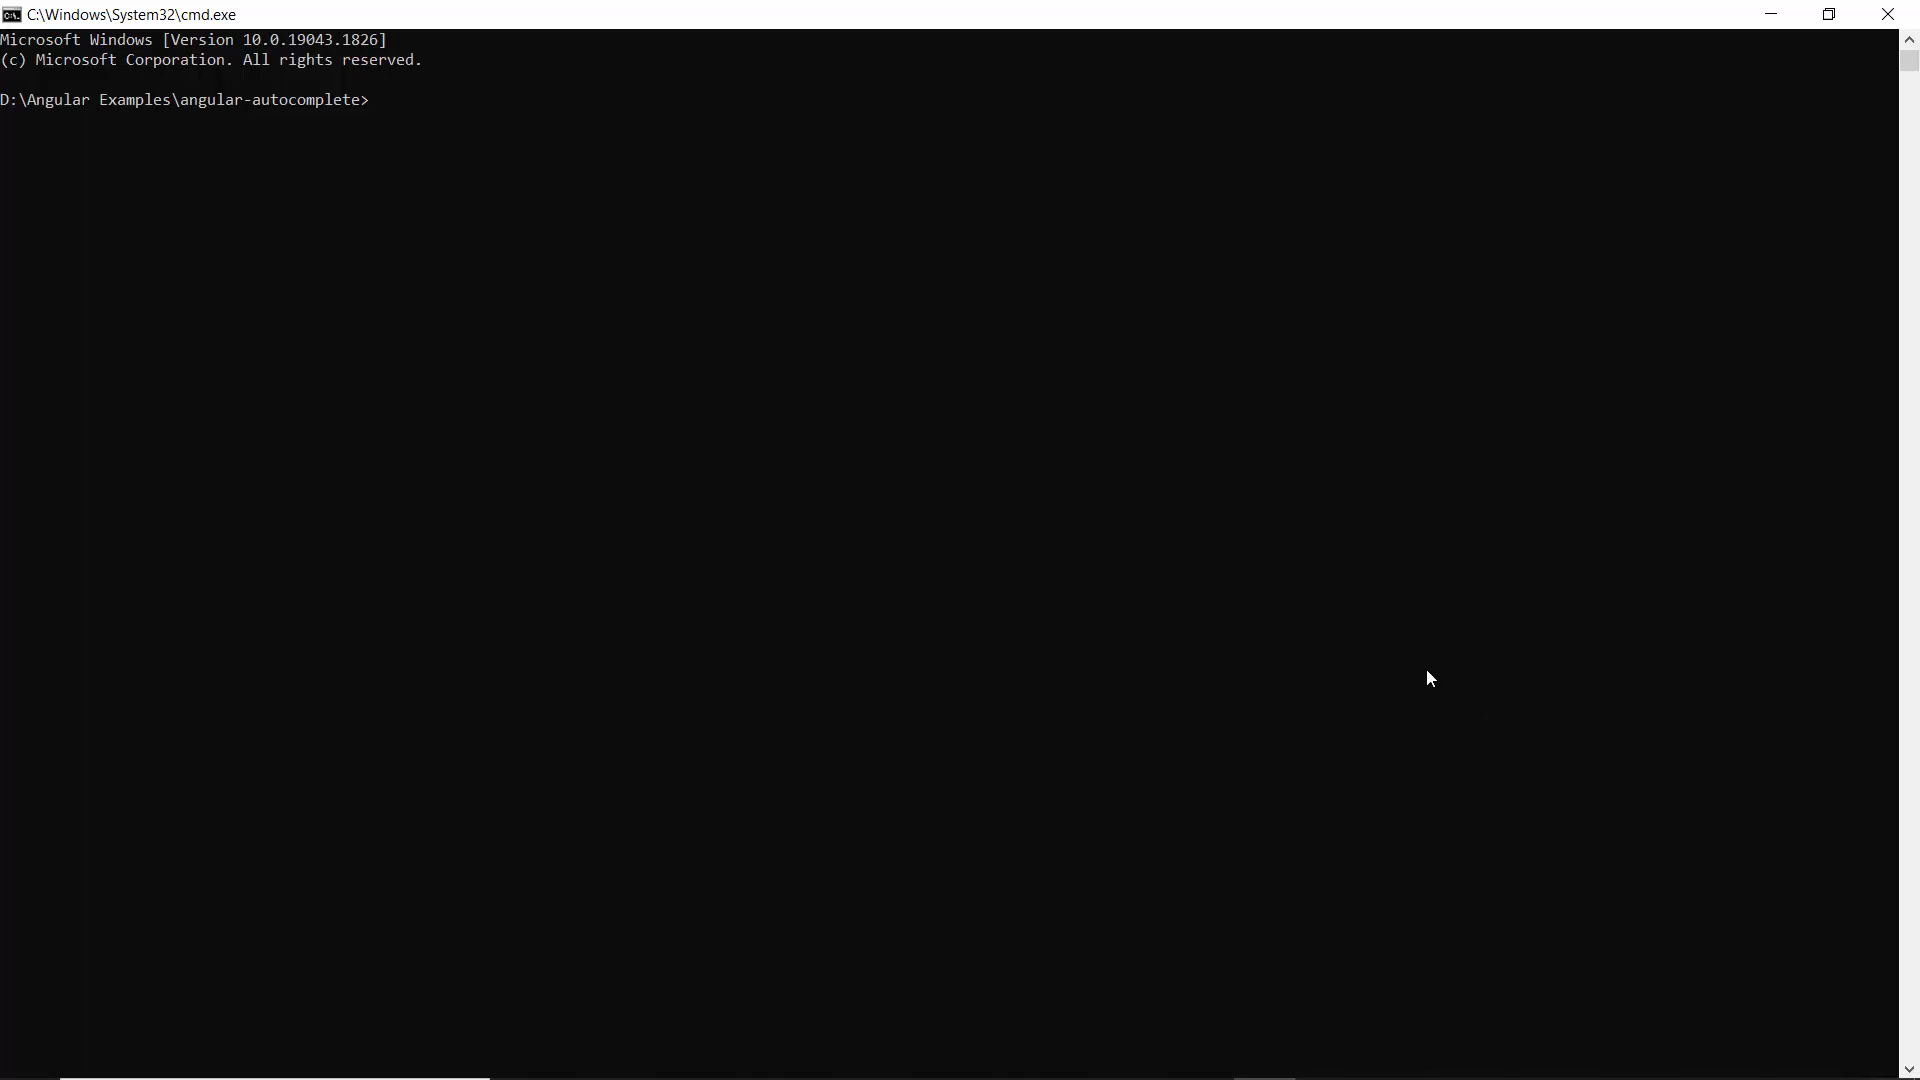 C:\Windows\System32\cmd.exe
Microsoft Windows [Version 10.0.19043.1826]
(c) Microsoft Corporation. All rights reserved.
D:\Angular Examples\angular-autocomplete>